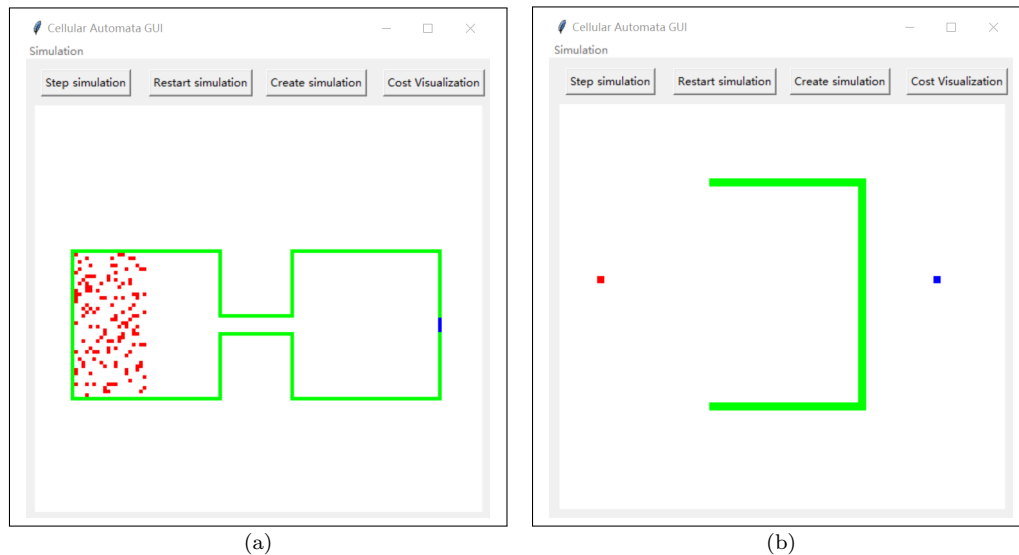 Cellular Automata GUI
Simulation
Step simulation Restart simulation Create simulation Cost Visualization
(a)
Cellular Automata GUI
Simulation
Step simulation Restart simulation Create simulation Cost Visualization
(b)